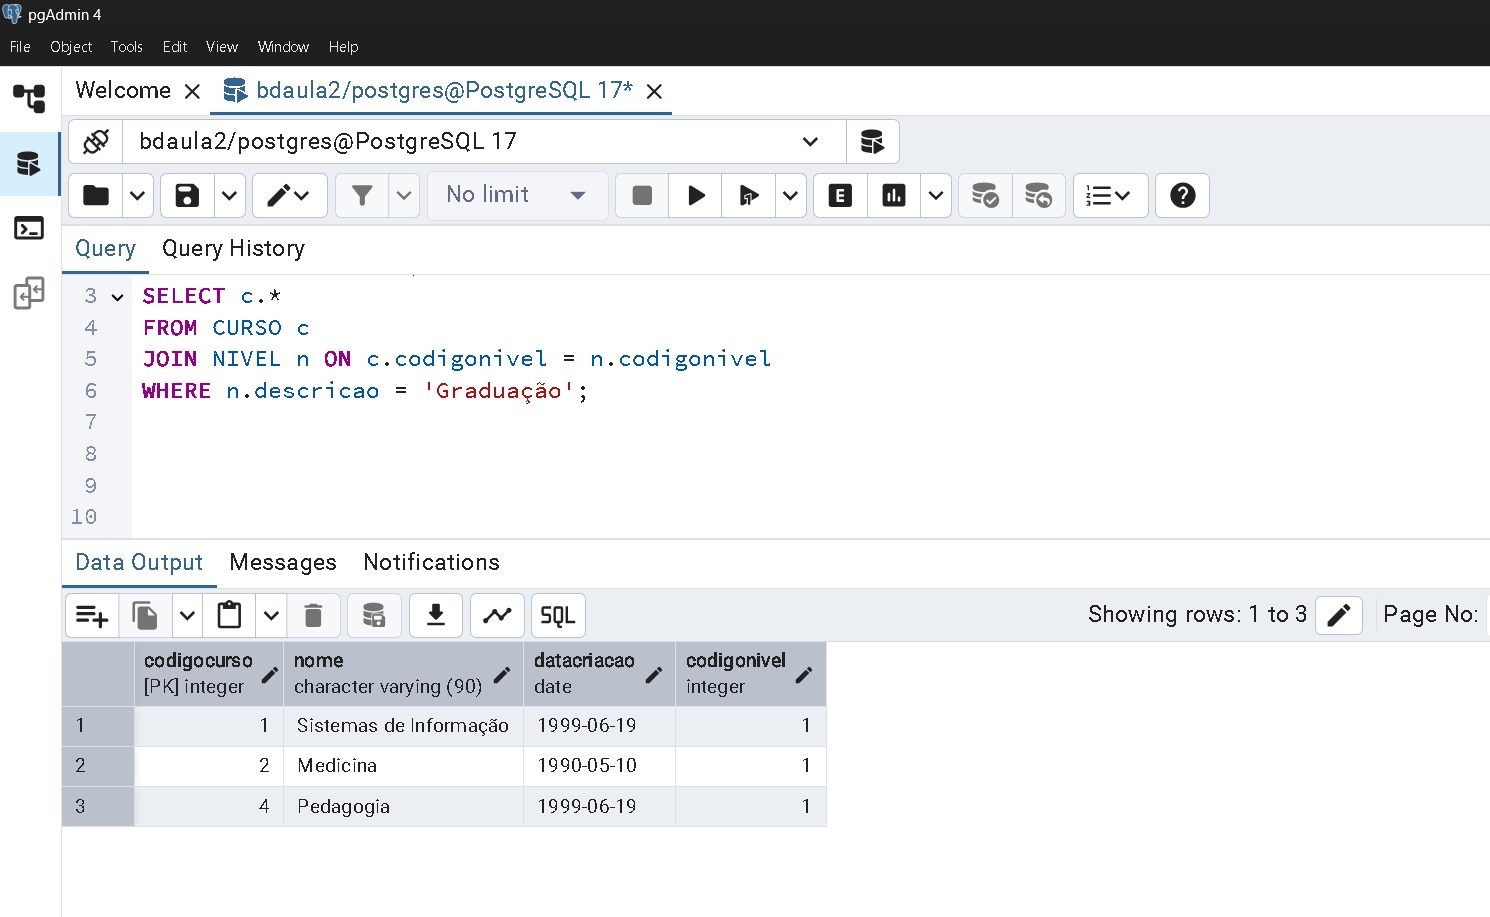 pgAdmin 4
File Object Tools Edit View Window Help
Welcome bdaula2/postgres@PostgreSQL 17*
bdaula2/postgres@PostgreSQL 17
No limit E
Query Query History
3 SELECT c.*
4 FROM CURSO c
5 JOIN NIVEL n ON c.codigonivel = n.codigonivel
6 WHERE n.descricao = 'Graduação';
7
8
9
10
Data Output Messages Notifications
SQL Showing rows: 1 to 3 Page No:
codigocurso nome datacriacao codigonivel
[PK] integer character varying (90) date integer
1 1 Sistemas de Informação 1999-06-19 1
2 2 Medicina 1990-05-10 1
3 4 Pedagogia 1999-06-19 1